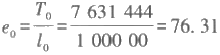 e₀ = T₀/l₀ = 7 631 444/1 000 00 = 76. 31